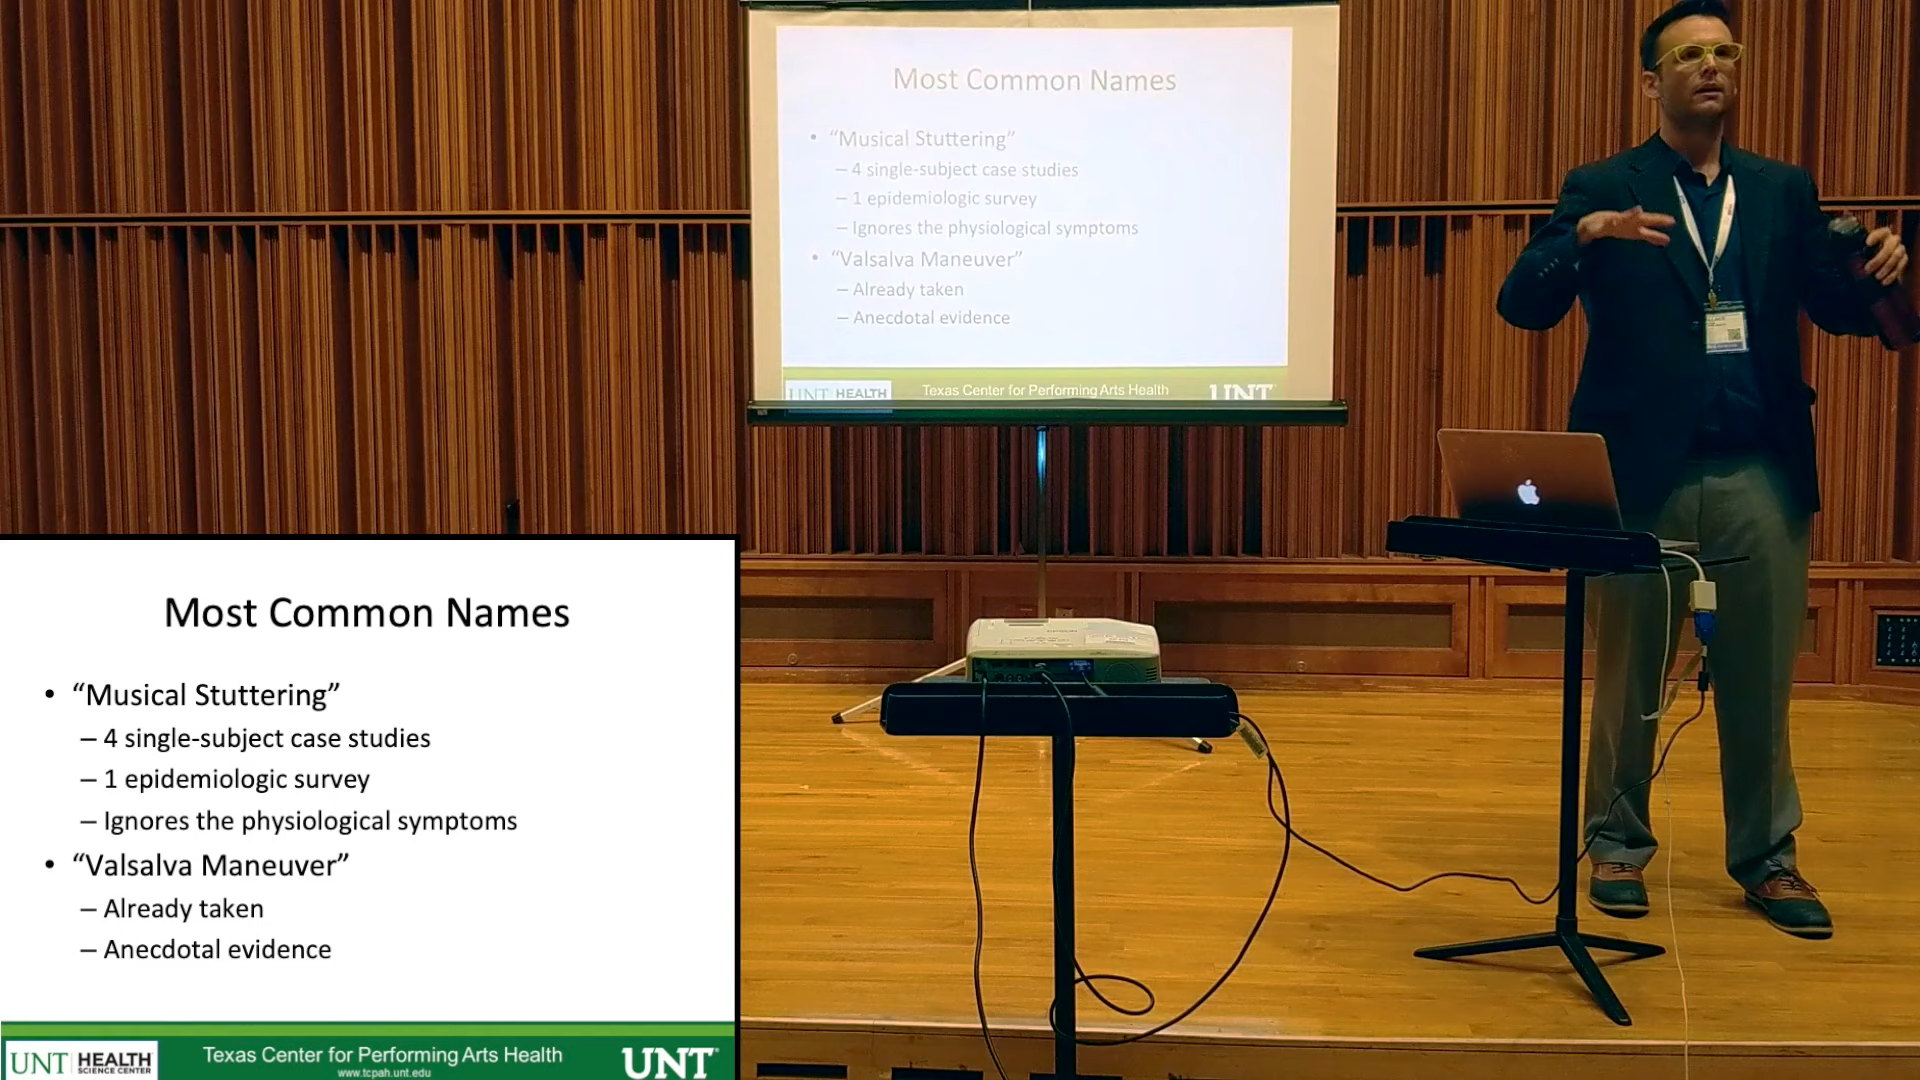 Most Common Names
• “Musical Stuttering”
– 4 single-subject case studies
– 1 epidemiologic survey
– Ignores the physiological symptoms
• “Valsalva Maneuver”
– Already taken
– Anecdotal evidence
UNT HEALTH
Texas Center for Performing Arts Health
UNT
Most Common Names
• “Musical Stuttering”
– 4 single-subject case studies
– 1 epidemiologic survey
– Ignores the physiological symptoms
• “Valsalva Maneuver”
– Already taken
– Anecdotal evidence
UNT HEALTH
SCIENCE CENTER
Texas Center for Performing Arts Health
www.tcpah.unt.edu
UNT